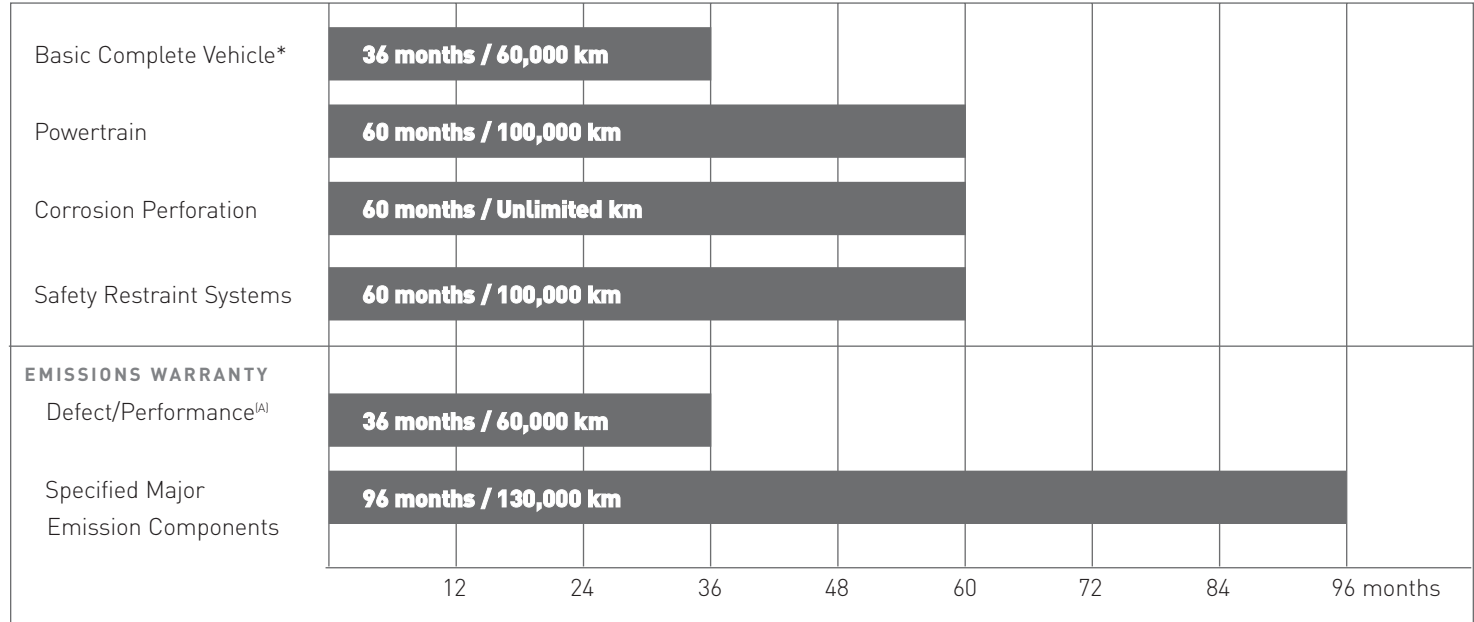 Basic Complete Vehicle* 36 months / 60,000 km
Powertrain 60 months / 100,000 km
Corrosion Perforation 60 months / Unlimited km
Safety Restraint Systems 60 months / 100,000 km
EMISSIONS WARRANTY
Defect/Performance(A) 36 months / 60,000 km
Specified Major
Emission Components 96 months / 130,000 km
12 24 36 48 60 72 84 96 months